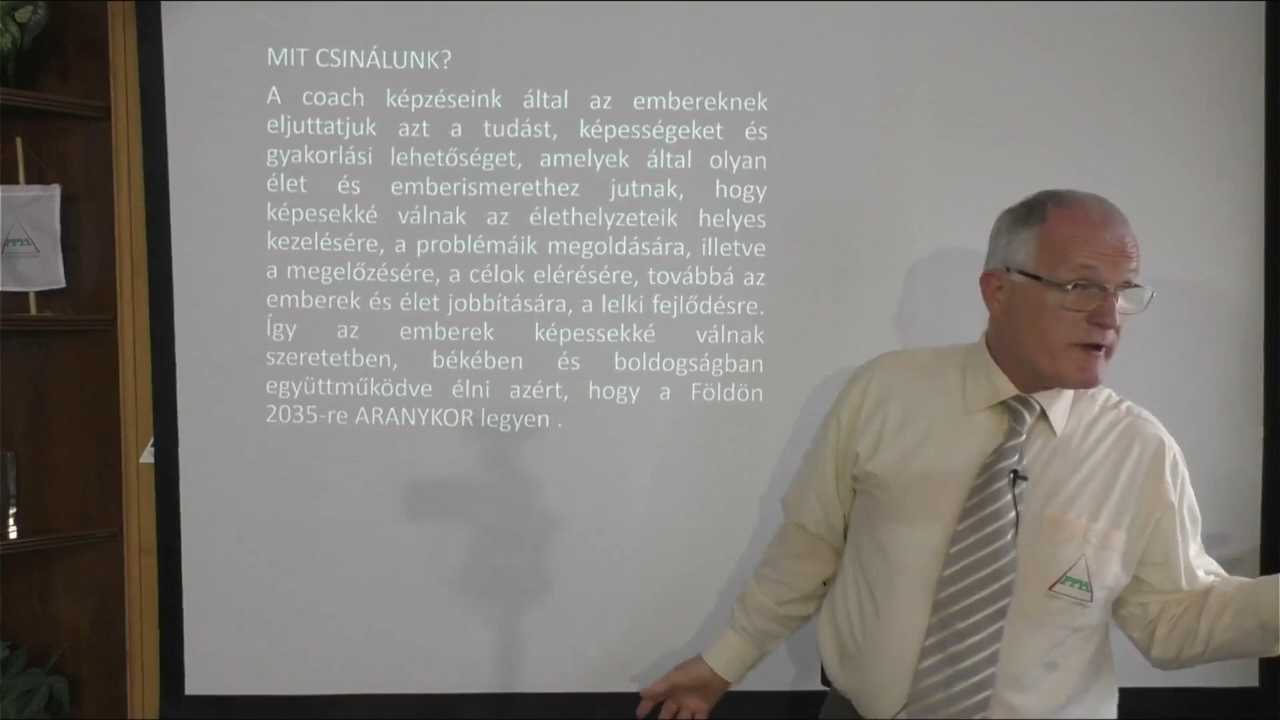 MIT CSINÁLUNK?
A coach képzéseink által az embereknek
eljuttatjuk azt a tudást, képességeket és
gyakorlási lehetőséget, amelyek által olyan
élet és emberismerethez jutnak, hogy
képesekké válnak az élethelyzeteik helyes
kezelésére, a problémáik megoldására, illetve
a megelőzésére, a célok elérésére, továbbá az
emberek és élet jobbítására, a lelki fejlődésre.
Így az emberek képessekké válnak
szeretetben, békében és boldogságban
együttműködve élni azért, hogy a Földön
2035-re ARANYKOR legyen .